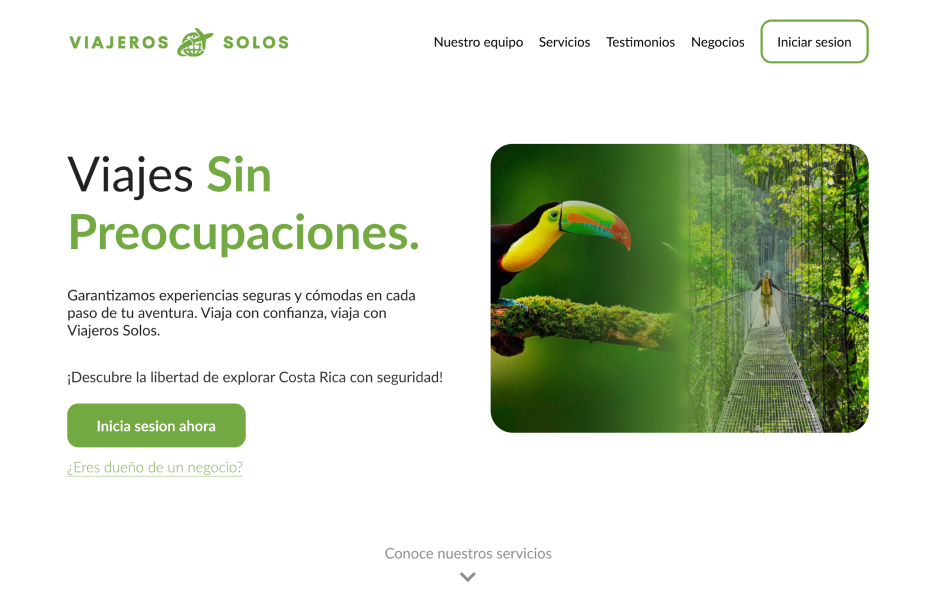 VIAJEROS SOLOS
Nuestro equipo Servicios Testimonios Negocios Iniciar sesion
Viajes Sin
Preocupaciones.
Garantizamos experiencias seguras y cómodas en cada
paso de tu aventura. Viaja con confianza, viaja con
Viajeros Solos.
¡Descubre la libertad de explorar Costa Rica con seguridad!
Inicia sesion ahora
¿Eres dueño de un negocio?
Conoce nuestros servicios